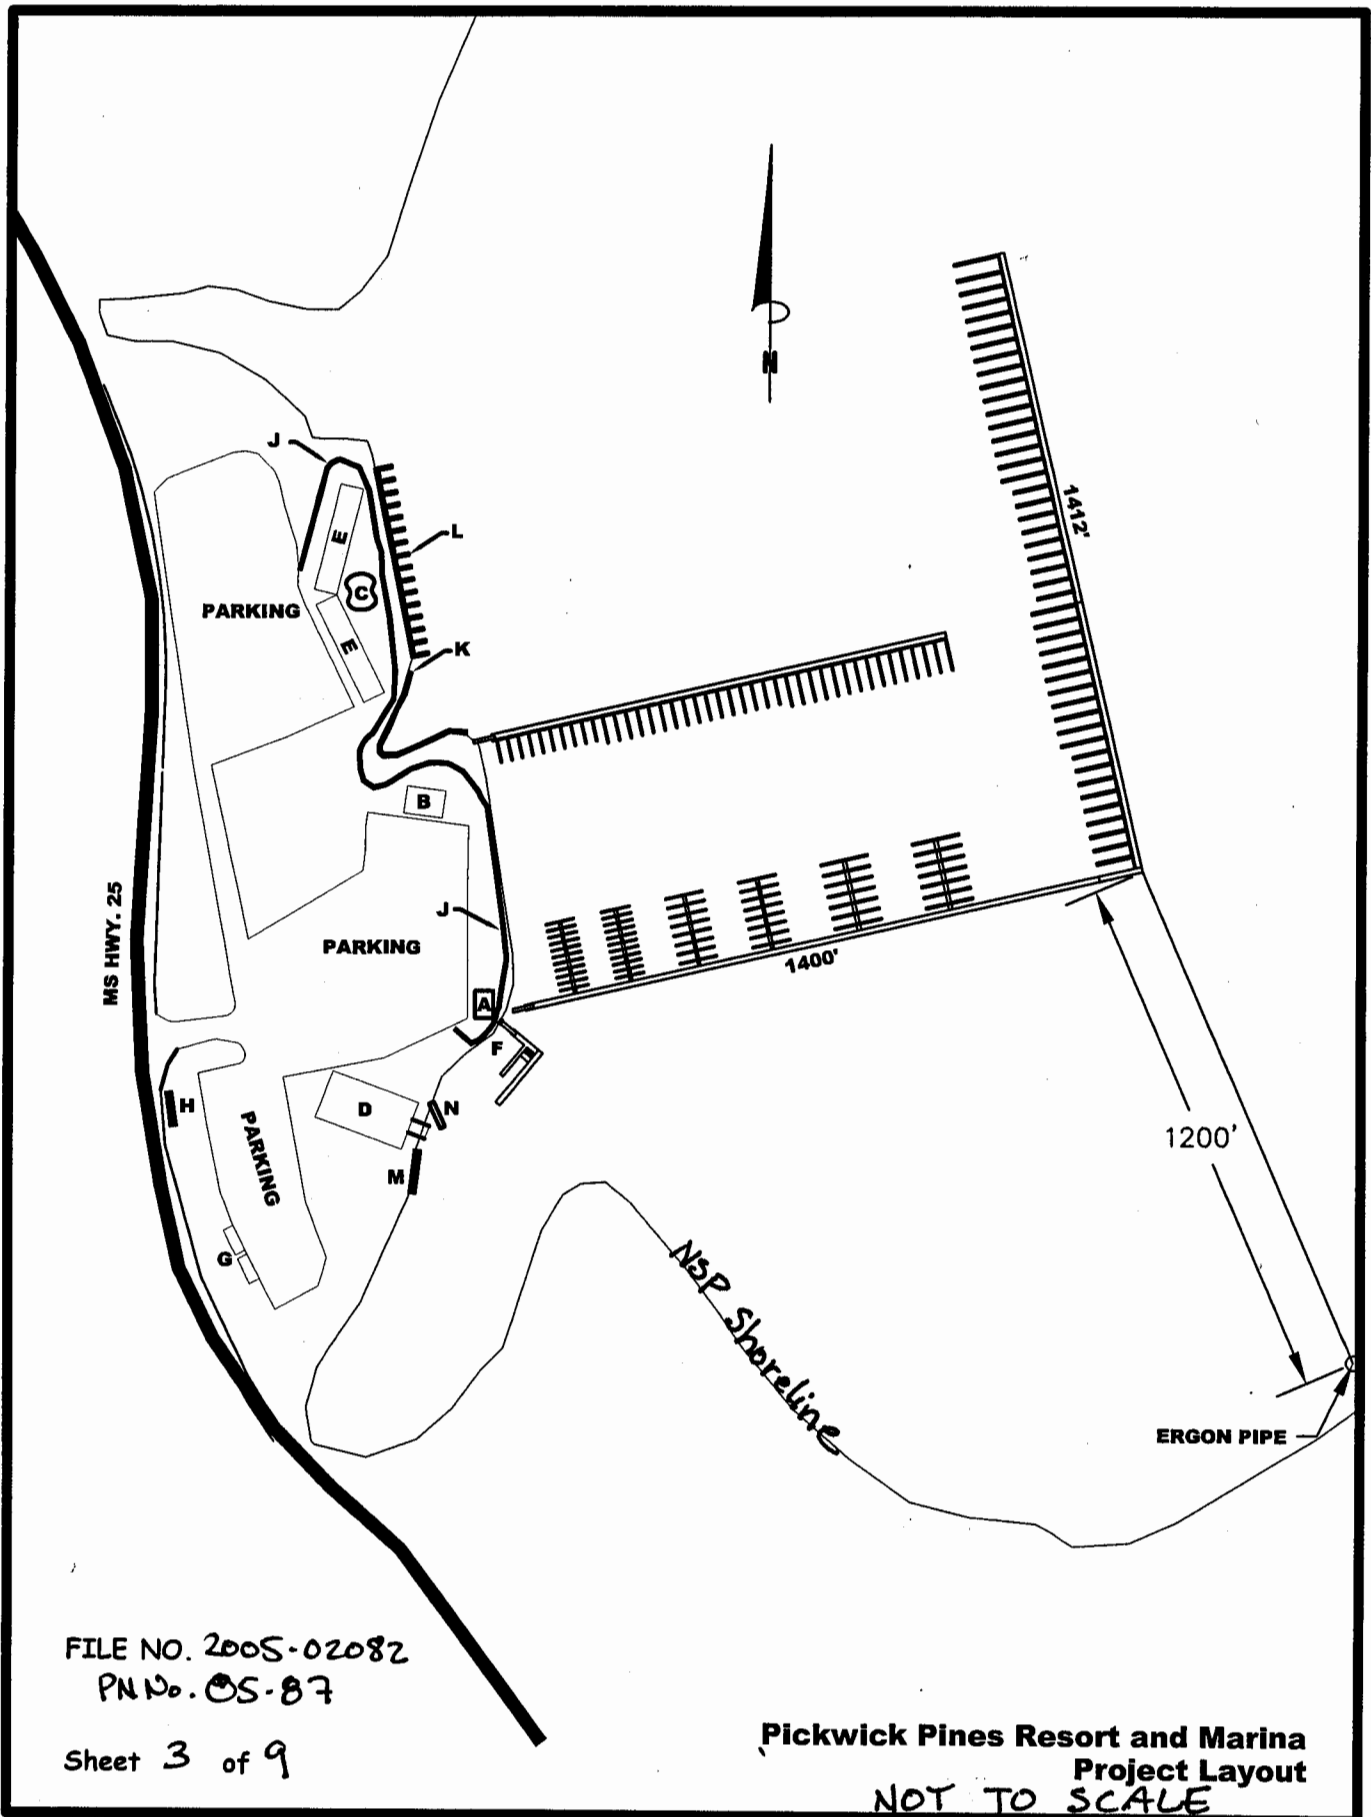 N
J
1412'
L
E
C
PARKING
E
K
B
MS HWY. 25
J
PARKING
1400'
A
F
H
D
N
PARKING
1200'
M
G
NSP Shoreline
ERGON PIPE
FILE NO. 2005-02082
PN No. 05-87
Sheet 3 of 9
Pickwick Pines Resort and Marina
Project Layout
NOT TO SCALE